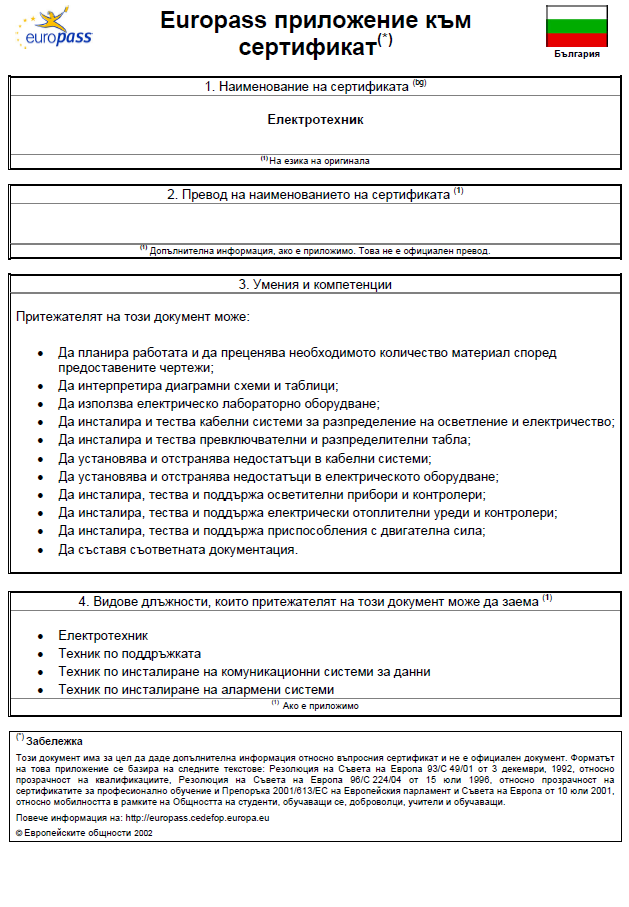 europass
Europass приложение към
сертификат(*)
България
1. Наименование на сертификата (bg)
Електротехник
(1) На езика на оригинала
2. Превод на наименованието на сертификата (1)
(1) Допълнителна информация, ако е приложимо. Това не е официален превод.
3. Умения и компетенции
Притежателят на този документ може:
• Да планира работата и да преценява необходимото количество материал според
предоставените чертежи;
• Да интерпретира диаграмни схеми и таблици;
• Да използва електрическо лабораторно оборудване;
• Да инсталира и тества кабелни системи за разпределение на осветление и електричество;
• Да инсталира и тества превключвателни и разпределителни табла;
• Да установява и отстранява недостатъци в кабелни системи;
• Да установява и отстранява недостатъци в електрическото оборудване;
• Да инсталира, тества и поддържа осветителни прибори и контролери;
• Да инсталира, тества и поддържа електрически отоплителни уреди и контролери;
• Да инсталира, тества и поддържа приспособления с двигателна сила;
• Да съставя съответната документация.
4. Видове длъжности, които притежателят на този документ може да заема (1)
• Електротехник
• Техник по поддръжката
• Техник по инсталиране на комуникационни системи за данни
• Техник по инсталиране на алармени системи
(1) Ако е приложимо
(*) Забележка
Този документ има за цел да даде допълнителна информация относно въпросния сертификат и не е официален документ. Форматът
на това приложение се базира на следните текстове: Резолюция на Съвета на Европа 93/C 49/01 от 3 декември, 1992, относно
прозрачност на квалификациите, Резолюция на Съвета на Европа 96/C 224/04 от 15 юли 1996, относно прозрачност на
сертификатите за професионално обучение и Препоръка 2001/613/ЕС на Европейския парламент и Съвета на Европа от 10 юли 2001,
относно мобилността в рамките на Общността на студенти, обучаващи се, доброволци, учители и обучаващи.
Повече информация на: http://europass.cedefop.europa.eu
© Европейските общности 2002